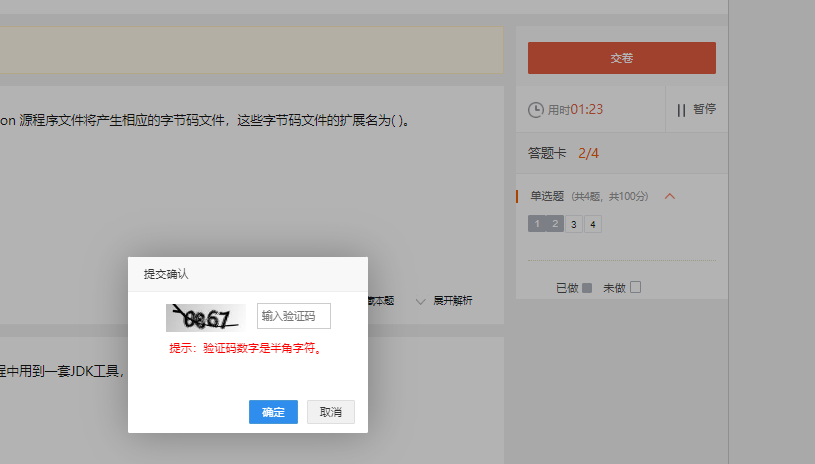 交卷
用时01:23
暂停
on 源程序文件将产生相应的字节码文件，这些字节码文件的扩展名为( )。
答题卡 2/4
单选题 (共4题，共100分)
1 2 3 4
已做 未做
提交确认
本题 展开解析
0867 输入验证码
提示：验证码数字是半角字符。
程中用到一套JDK工具，
确定 取消